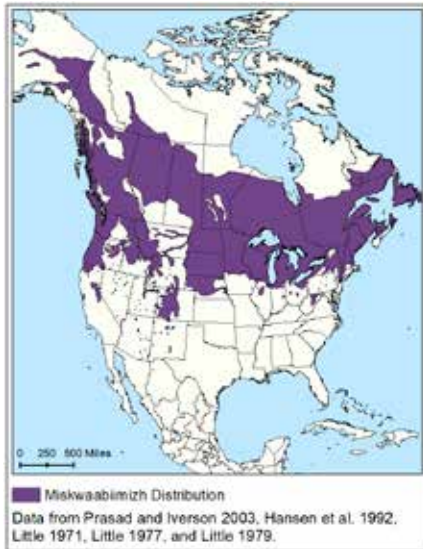 0 250 500 Miles
Miskwaabiimizh Distribution
Data from Prasad and Iverson 2003, Hansen et al. 1992,
Little 1971, Little 1977, and Little 1979.